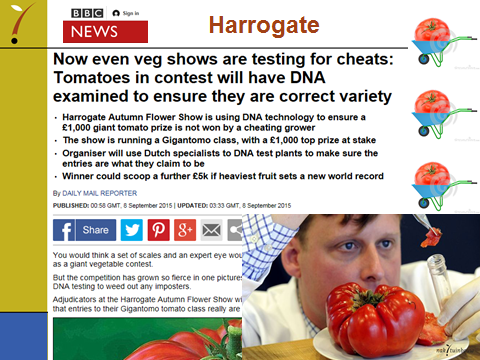 BBC
Sign in
NEWS
Harrogate
Now even veg shows are testing for cheats:
Tomatoes in contest will have DNA
examined to ensure they are correct variety
• Harrogate Autumn Flower Show is using DNA technology to ensure a
£1,000 giant tomato prize is not won by a cheating grower
• The show is running a Gigantomo class, with a £1,000 top prize at stake
• Organiser will use Dutch specialists to DNA test plants to make sure the
entries are what they claim to be
• Winner could scoop a further £5k if heaviest fruit sets a new world record
By DAILY MAIL REPORTER
PUBLISHED: 00:58 GMT, 8 September 2015 | UPDATED: 03:33 GMT, 8 September 2015
Share
You would think a set of scales and an expert eye wou
as a giant vegetable contest.
But the competition has grown so fierce in one pictures
DNA testing to weed out any imposters.
Adjudicators at the Harrogate Autumn Flower Show wi
that entries to their Gigantomo tomato class really are